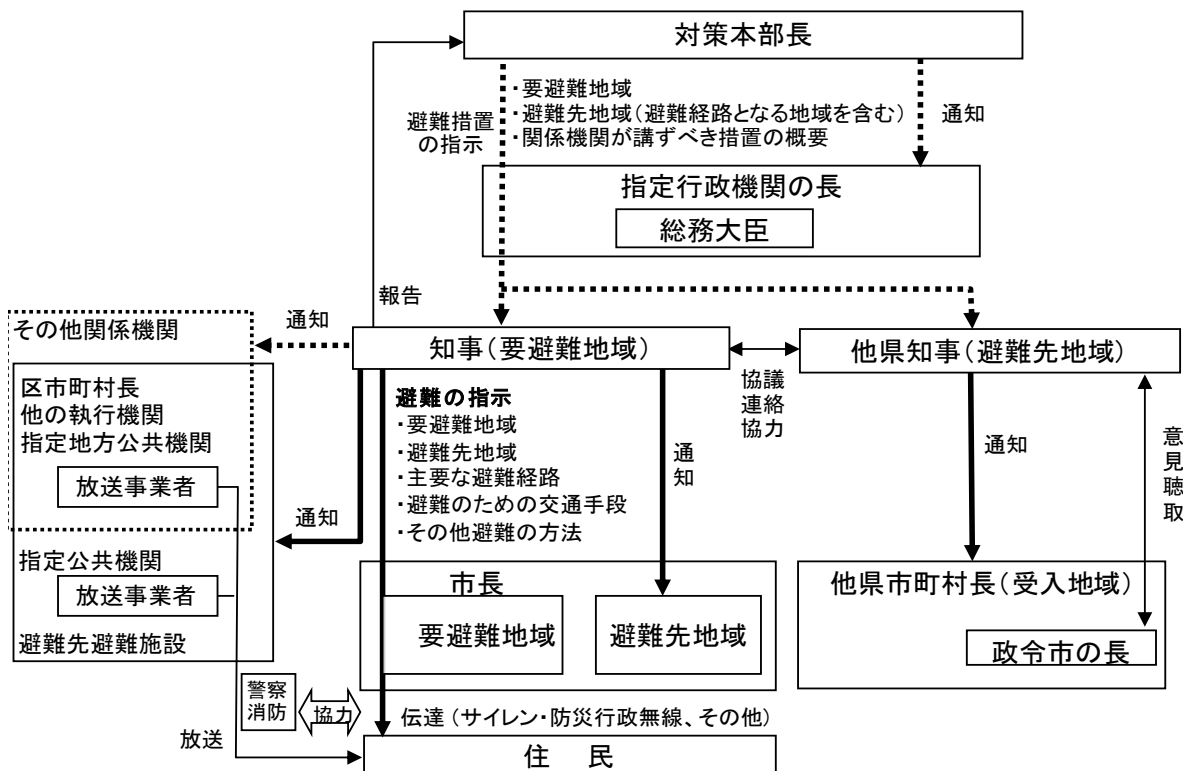 対策本部長
・要避難地域
・避難先地域（避難経路となる地域を含む）
・関係機関が講ずべき措置の概要
避難措置
の指示
通知
指定行政機関の長
総務大臣
報告
その他関係機関
通知
知事（要避難地域）
他県知事（避難先地域）
協議
連絡
協力
区市町村長
他の執行機関
指定地方公共機関
放送事業者
避難の指示
・要避難地域
・避難先地域
・主要な避難経路
・避難のための交通手段
・その他避難の方法
通知
通知
意見聴取
通知
指定公共機関
放送事業者
避難先避難施設
市長
要避難地域
避難先地域
他県市町村長（受入地域）
政令市の長
警察
消防
協力
伝達（サイレン・防災行政無線、その他）
放送
住　民